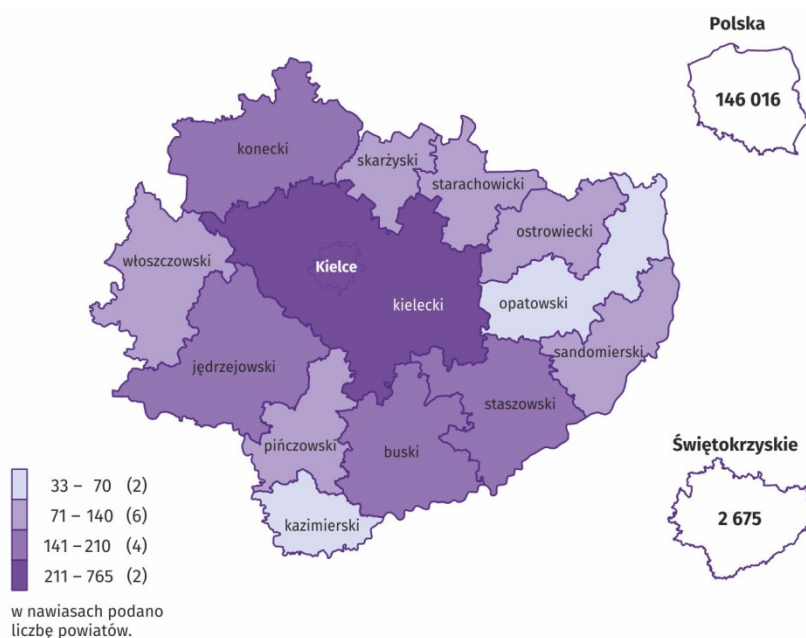 Polska
146 016
konecki
skarżyski
starachowicki
ostrowiecki
włoszczowski
Kielce
kielecki
opatowski
sandomierski
jędrzejowski
staszowski
pińczowski
buski
kazimierski
Świętokrzyskie
2 675
33 – 70 (2)
71 – 140 (6)
141 – 210 (4)
211 – 765 (2)
w nawiasach podano
liczbę powiatów.